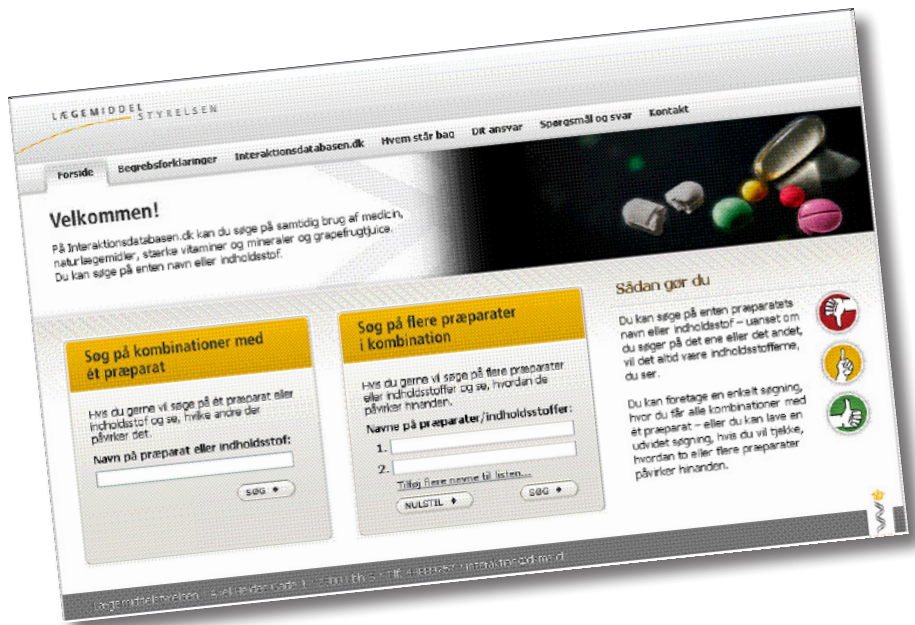 LÆGEMIDDEL
STYRELSEN
Forside Begrebsforklaringer Interaktionsdatabasen.dk Hvem står bag Dit ansvar Spørgsmål og svar Kontakt
Velkommen!
På Interaktionsdatabasen.dk kan du søge på samtidig brug af medicin,
naturlægemidler, stærke vitaminer og mineraler og grapefrugtjuice.
Du kan søge på enten navn eller indholdsstof.
Søg på kombinationer med
ét præparat
Hvis du gerne vil søge på ét præparat eller
indholdsstof og se, hvilke andre der
påvirker det.
Navn på præparat eller indholdsstof:
SØG
Søg på flere præparater
i kombination
Hvis du gerne vil søge på flere præparater
eller indholdsstoffer og se, hvordan de
påvirker hinanden.
Navne på præparater/indholdsstoffer:
1.
2.
Tilføj flere navne til listen...
NULSTIL SØG
Sådan gør du
Du kan søge på enten præparatets
navn eller indholdsstof – uanset om
du søger på det ene eller det andet,
vil det altid være indholdsstofferne,
du ser.
Du kan foretage en enkelt søgning,
hvor du får alle kombinationer med
ét præparat – eller du kan lave en
udvidet søgning, hvis du vil tjekke,
hvordan to eller flere præparater
påvirker hinanden.
Lægemiddelstyrelsen